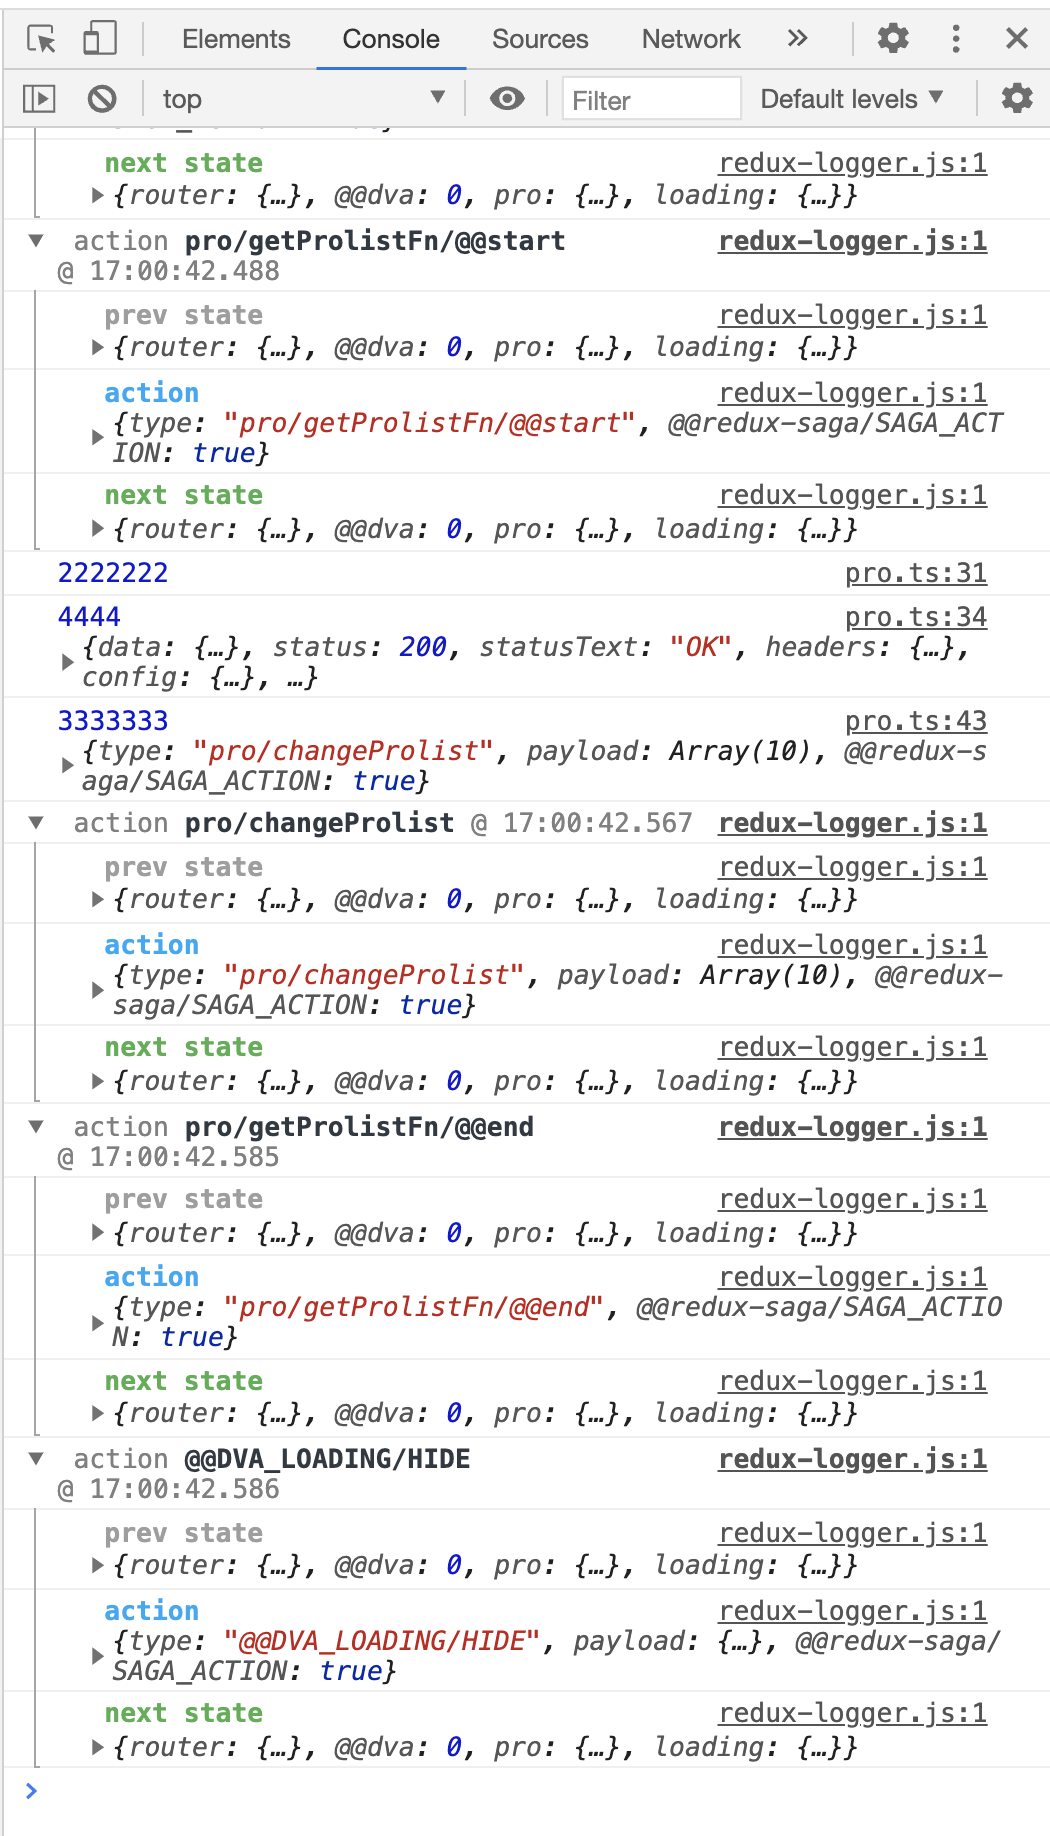 Elements Console Sources Network
top Filter Default levels
next state redux-logger.js:1
{router: {…}, @@dva: 0, pro: {…}, loading: {…}}
action pro/getProlistFn/@@start redux-logger.js:1
@ 17:00:42.488
prev state redux-logger.js:1
{router: {…}, @@dva: 0, pro: {…}, loading: {…}}
action redux-logger.js:1
{type: "pro/getProlistFn/@@start", @@redux-saga/SAGA_ACT
ION: true}
next state redux-logger.js:1
{router: {…}, @@dva: 0, pro: {…}, loading: {…}}
2222222 pro.ts:31
4444 pro.ts:34
{data: {…}, status: 200, statusText: "OK", headers: {…},
config: {…}, …}
3333333 pro.ts:43
{type: "pro/changeProlist", payload: Array(10), @@redux-s
aga/SAGA_ACTION: true}
action pro/changeProlist @ 17:00:42.567 redux-logger.js:1
prev state redux-logger.js:1
{router: {…}, @@dva: 0, pro: {…}, loading: {…}}
action redux-logger.js:1
{type: "pro/changeProlist", payload: Array(10), @@redux-
saga/SAGA_ACTION: true}
next state redux-logger.js:1
{router: {…}, @@dva: 0, pro: {…}, loading: {…}}
action pro/getProlistFn/@@end redux-logger.js:1
@ 17:00:42.585
prev state redux-logger.js:1
{router: {…}, @@dva: 0, pro: {…}, loading: {…}}
action redux-logger.js:1
{type: "pro/getProlistFn/@@end", @@redux-saga/SAGA_ACTIO
N: true}
next state redux-logger.js:1
{router: {…}, @@dva: 0, pro: {…}, loading: {…}}
action @@DVA_LOADING/HIDE redux-logger.js:1
@ 17:00:42.586
prev state redux-logger.js:1
{router: {…}, @@dva: 0, pro: {…}, loading: {…}}
action redux-logger.js:1
{type: "@@DVA_LOADING/HIDE", payload: {…}, @@redux-saga/
SAGA_ACTION: true}
next state redux-logger.js:1
{router: {…}, @@dva: 0, pro: {…}, loading: {…}}